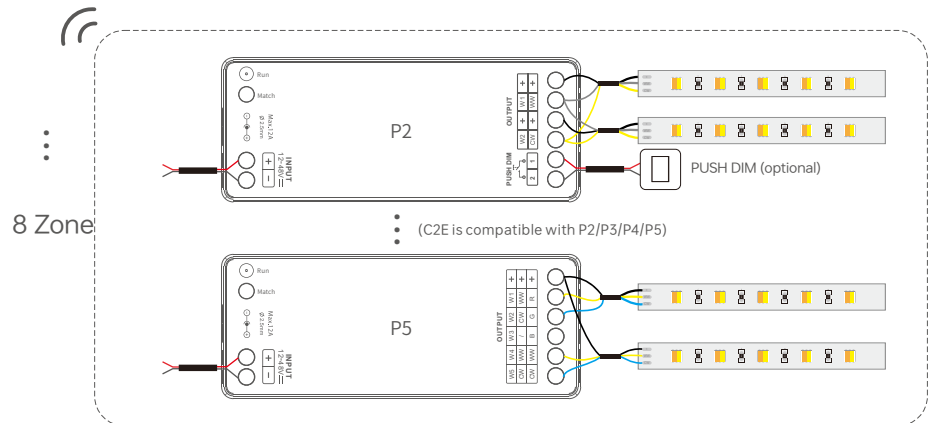 Run
Match
Max.12A
Ø 2.5mm
INPUT
12~48V
+
−
P2
OUTPUT
+ +
W1 WW
+ +
W2 CW
PUSH DIM
1
2
PUSH DIM (optional)
8 Zone
(C2E is compatible with P2/P3/P4/P5)
Run
Match
Max.12A
Ø 2.5mm
INPUT
12~48V
+
−
P5
OUTPUT
+ + +
W1 WW R
W2 CW G
W3 / B
W4 WW WW
W5 CW CW